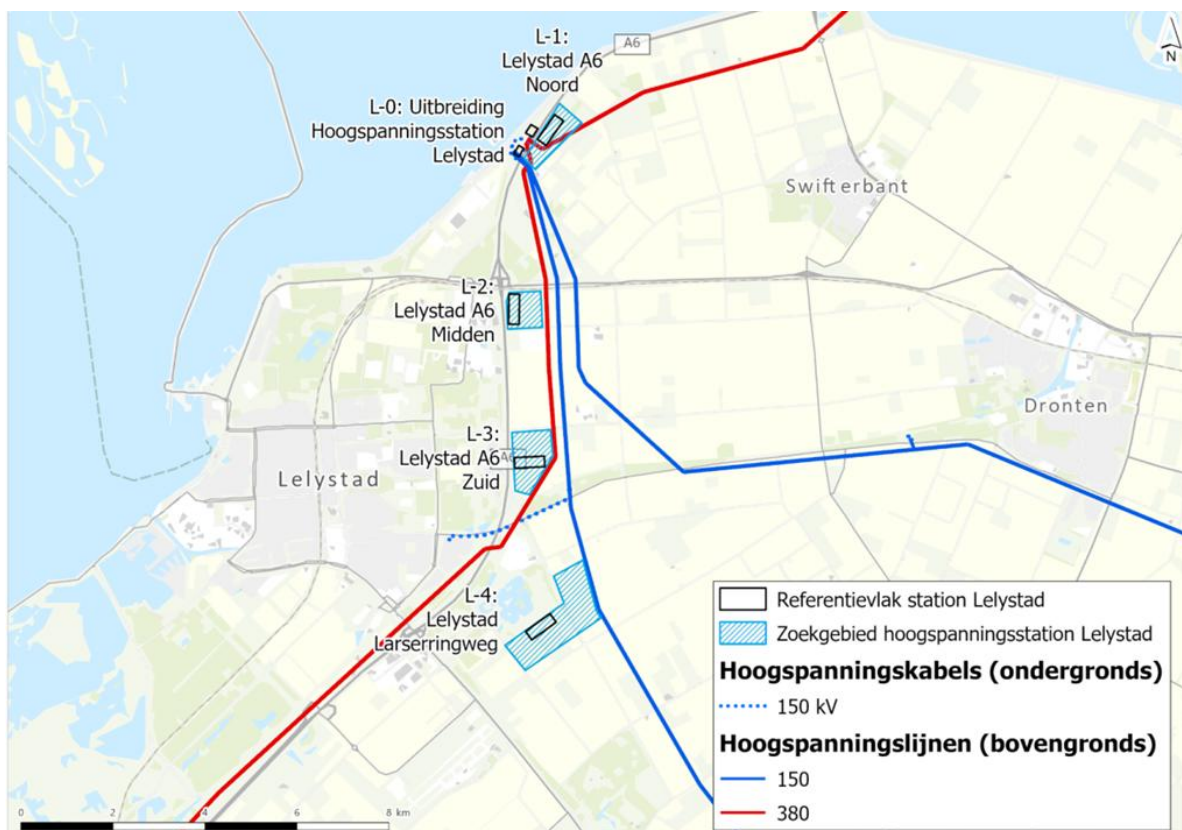 L-1:
Lelystad A6
Noord
A6
N
L-0: Uitbreiding
Hoogspanningsstation
Lelystad
Swifterbant
L-2:
Lelystad A6
Midden
Dronten
L-3:
Lelystad A6
Zuid
A6
Lelystad
L-4:
Lelystad
Larserringweg
Referentievlak station Lelystad
Zoekgebied hoogspanningsstation Lelystad
Hoogspanningskabels (ondergronds)
150 kV
Hoogspanningslijnen (bovengronds)
150
380
0 2 4 6 8 km